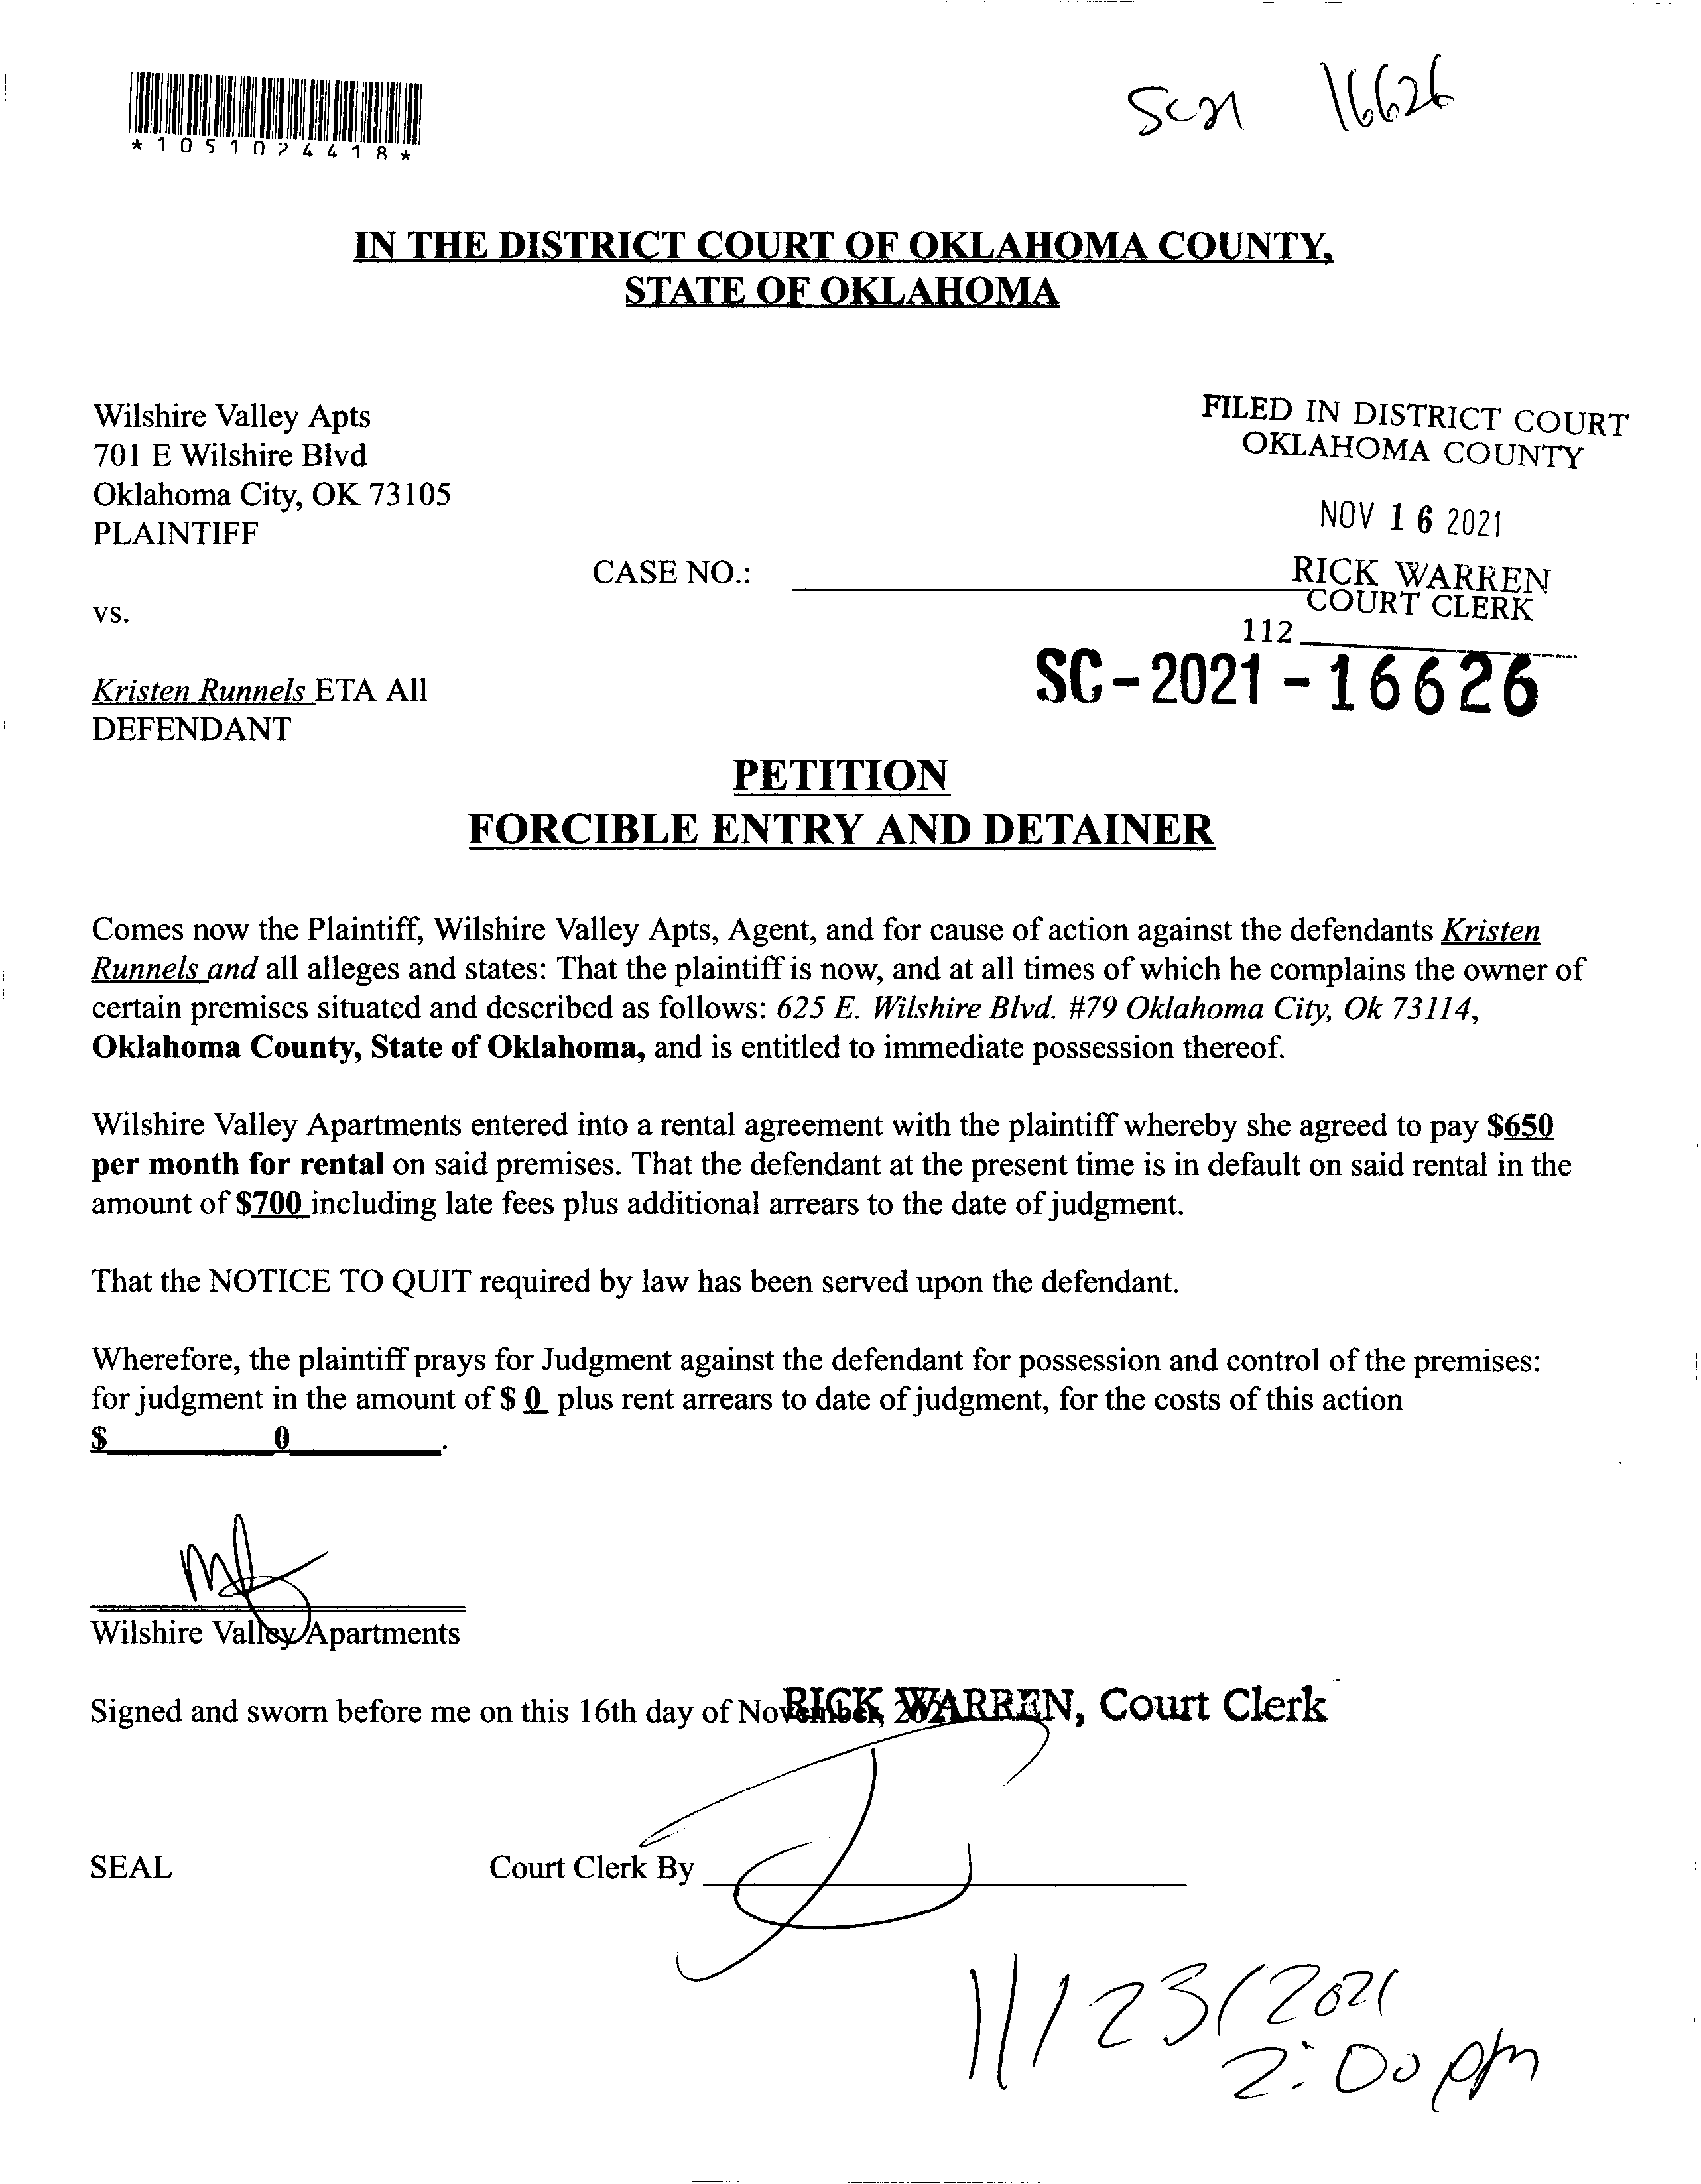 *1051024418*
SC21 16626
IN THE DISTRICT COURT OF OKLAHOMA COUNTY,
STATE OF OKLAHOMA
Wilshire Valley Apts
701 E Wilshire Blvd
Oklahoma City, OK 73105
PLAINTIFF
FILED IN DISTRICT COURT
OKLAHOMA COUNTY
NOV 16 2021
RICK WARREN
COURT CLERK
112
CASE NO.:
vs.
SC-2021-16626
Kristen Runnels ETA All
DEFENDANT
PETITION
FORCIBLE ENTRY AND DETAINER
Comes now the Plaintiff, Wilshire Valley Apts, Agent, and for cause of action against the defendants Kristen
Runnels and all alleges and states: That the plaintiff is now, and at all times of which he complains the owner of
certain premises situated and described as follows: 625 E. Wilshire Blvd. #79 Oklahoma City, Ok 73114,
Oklahoma County, State of Oklahoma, and is entitled to immediate possession thereof.
Wilshire Valley Apartments entered into a rental agreement with the plaintiff whereby she agreed to pay $650
per month for rental on said premises. That the defendant at the present time is in default on said rental in the
amount of $700 including late fees plus additional arrears to the date of judgment.
That the NOTICE TO QUIT required by law has been served upon the defendant.
Wherefore, the plaintiff prays for Judgment against the defendant for possession and control of the premises:
for judgment in the amount of $ 0 plus rent arrears to date of judgment, for the costs of this action
$ 0 .
Wilshire Valley Apartments
Signed and sworn before me on this 16th day of November, 2021
RICK WARREN, Court Clerk
SEAL
Court Clerk By
11/23/2021
2:00 pm